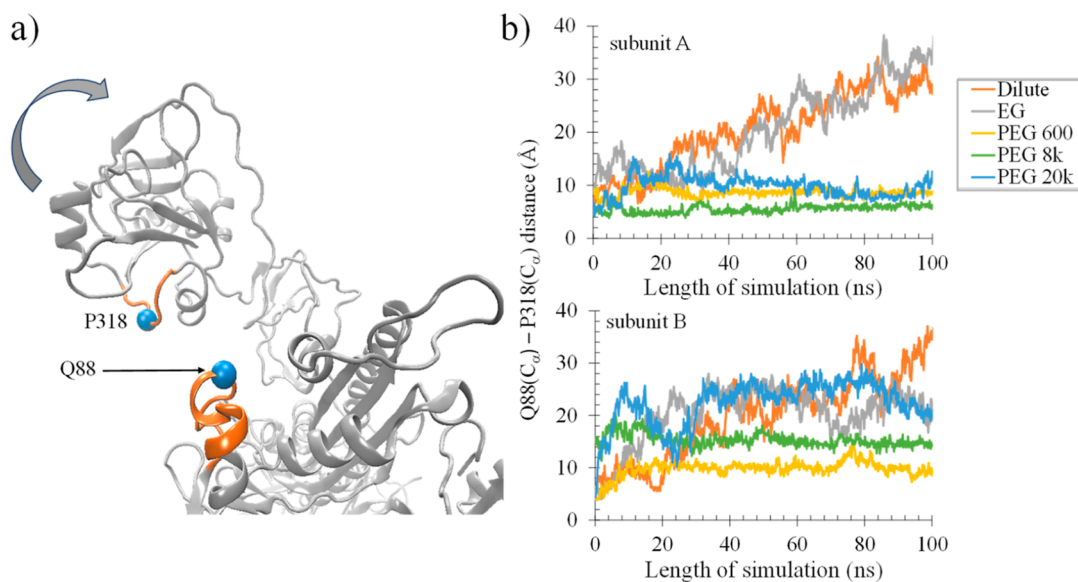 a)
P318
Q88
b)
Q88(Cα) – P318(Cα) distance (Å)
subunit A
40
30
20
10
0
0 20 40 60 80 100
Length of simulation (ns)
subunit B
40
30
20
10
0
0 20 40 60 80 100
Length of simulation (ns)
Dilute
EG
PEG 600
PEG 8k
PEG 20k